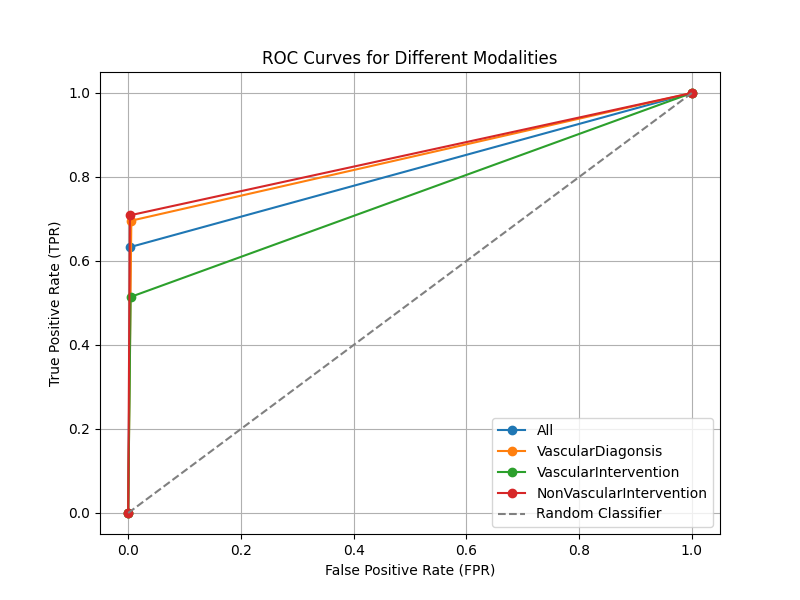 ROC Curves for Different Modalities
True Positive Rate (TPR)
1.0
0.8
0.6
0.4
0.2
0.0
0.0 0.2 0.4 0.6 0.8 1.0
False Positive Rate (FPR)
All
VascularDiagonsis
VascularIntervention
NonVascularIntervention
Random Classifier